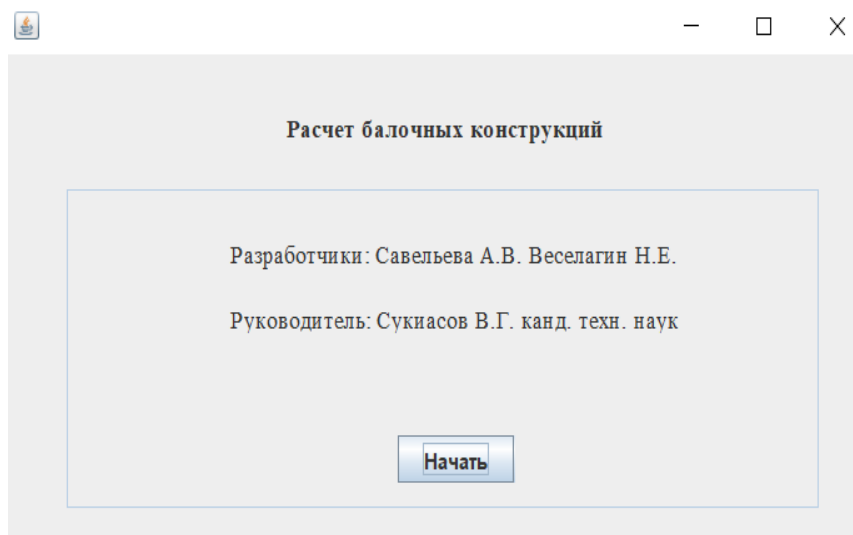 Расчет балочных конструкций
Разработчики: Савельева А.В. Веселагин Н.Е.
Руководитель: Сукиасов В.Г. канд. техн. наук
Начать